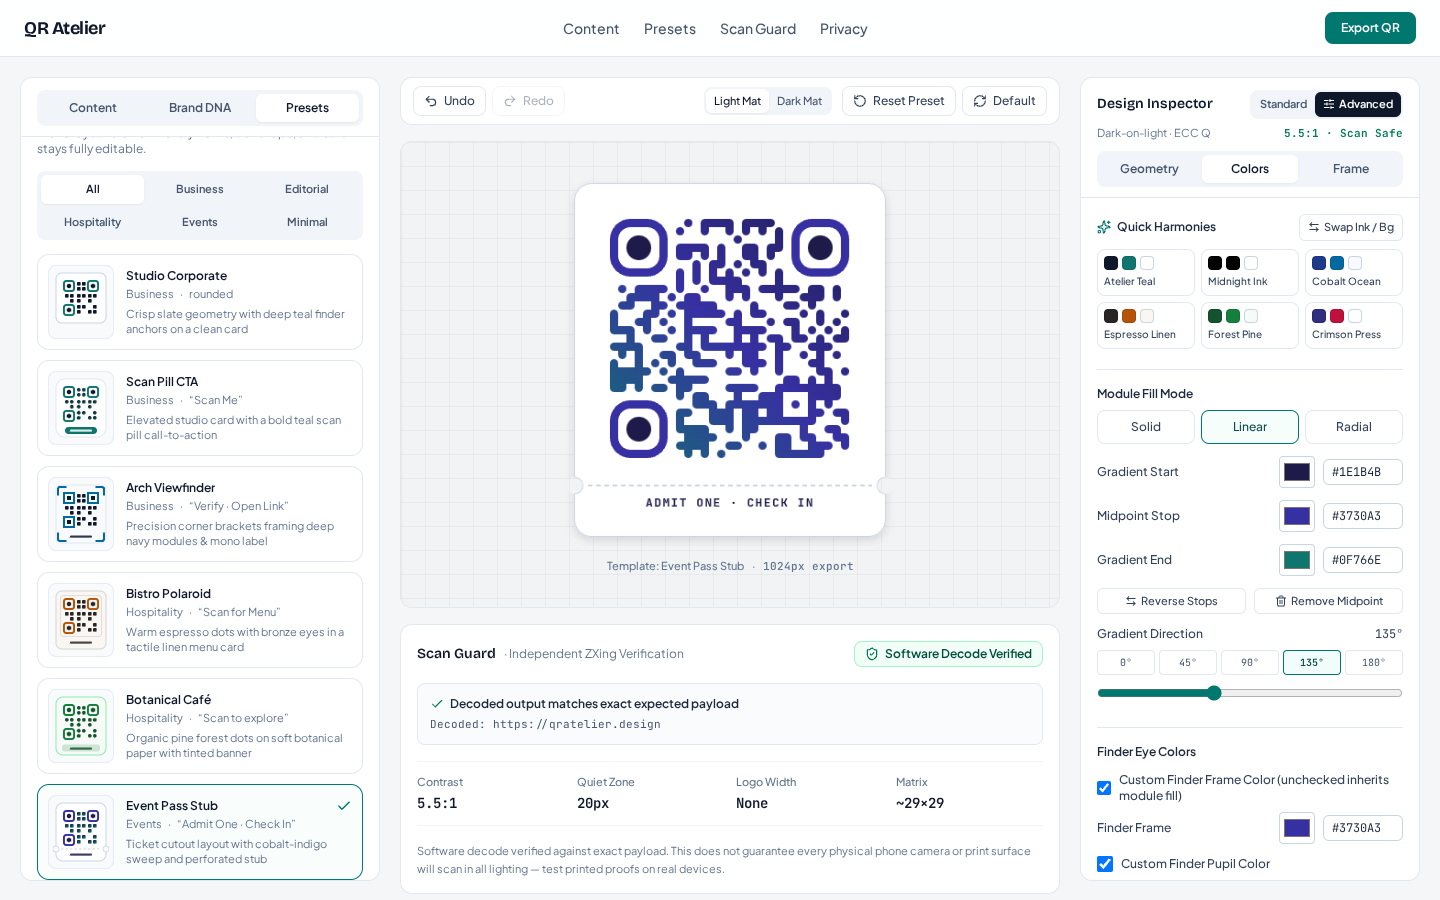 QR Atelier
Content
Presets
Scan Guard
Privacy
Export QR
Content
Brand DNA
Presets
stays fully editable.
All
Business
Editorial
Hospitality
Events
Minimal
Studio Corporate
Business · rounded
Crisp slate geometry with deep teal finder
anchors on a clean card
Scan Pill CTA
Business · “Scan Me”
Elevated studio card with a bold teal scan
pill call-to-action
Arch Viewfinder
Business · “Verify · Open Link”
Precision corner brackets framing deep
navy modules & mono label
Bistro Polaroid
Hospitality · “Scan for Menu”
Warm espresso dots with bronze eyes in a
tactile linen menu card
Botanical Café
Hospitality · “Scan to explore”
Organic pine forest dots on soft botanical
paper with tinted banner
Event Pass Stub
Events · “Admit One · Check In”
Ticket cutout layout with cobalt-indigo
sweep and perforated stub
Undo
Redo
Light Mat
Dark Mat
Reset Preset
Default
ADMIT ONE · CHECK IN
Template: Event Pass Stub · 1024px export
Scan Guard · Independent ZXing Verification
Software Decode Verified
Decoded output matches exact expected payload
Decoded: https://qratelier.design
Contrast
5.5:1
Quiet Zone
20px
Logo Width
None
Matrix
~29×29
Software decode verified against exact payload. This does not guarantee every physical phone camera or print surface
will scan in all lighting — test printed proofs on real devices.
Design Inspector
Standard
Advanced
Dark-on-light · ECC Q
5.5:1 · Scan Safe
Geometry
Colors
Frame
Quick Harmonies
Swap Ink / Bg
Atelier Teal
Midnight Ink
Cobalt Ocean
Espresso Linen
Forest Pine
Crimson Press
Module Fill Mode
Solid
Linear
Radial
Gradient Start
#1E1B4B
Midpoint Stop
#3730A3
Gradient End
#0F766E
Reverse Stops
Remove Midpoint
Gradient Direction
135°
0°
45°
90°
135°
180°
Finder Eye Colors
Custom Finder Frame Color (unchecked inherits
module fill)
Finder Frame
#3730A3
Custom Finder Pupil Color